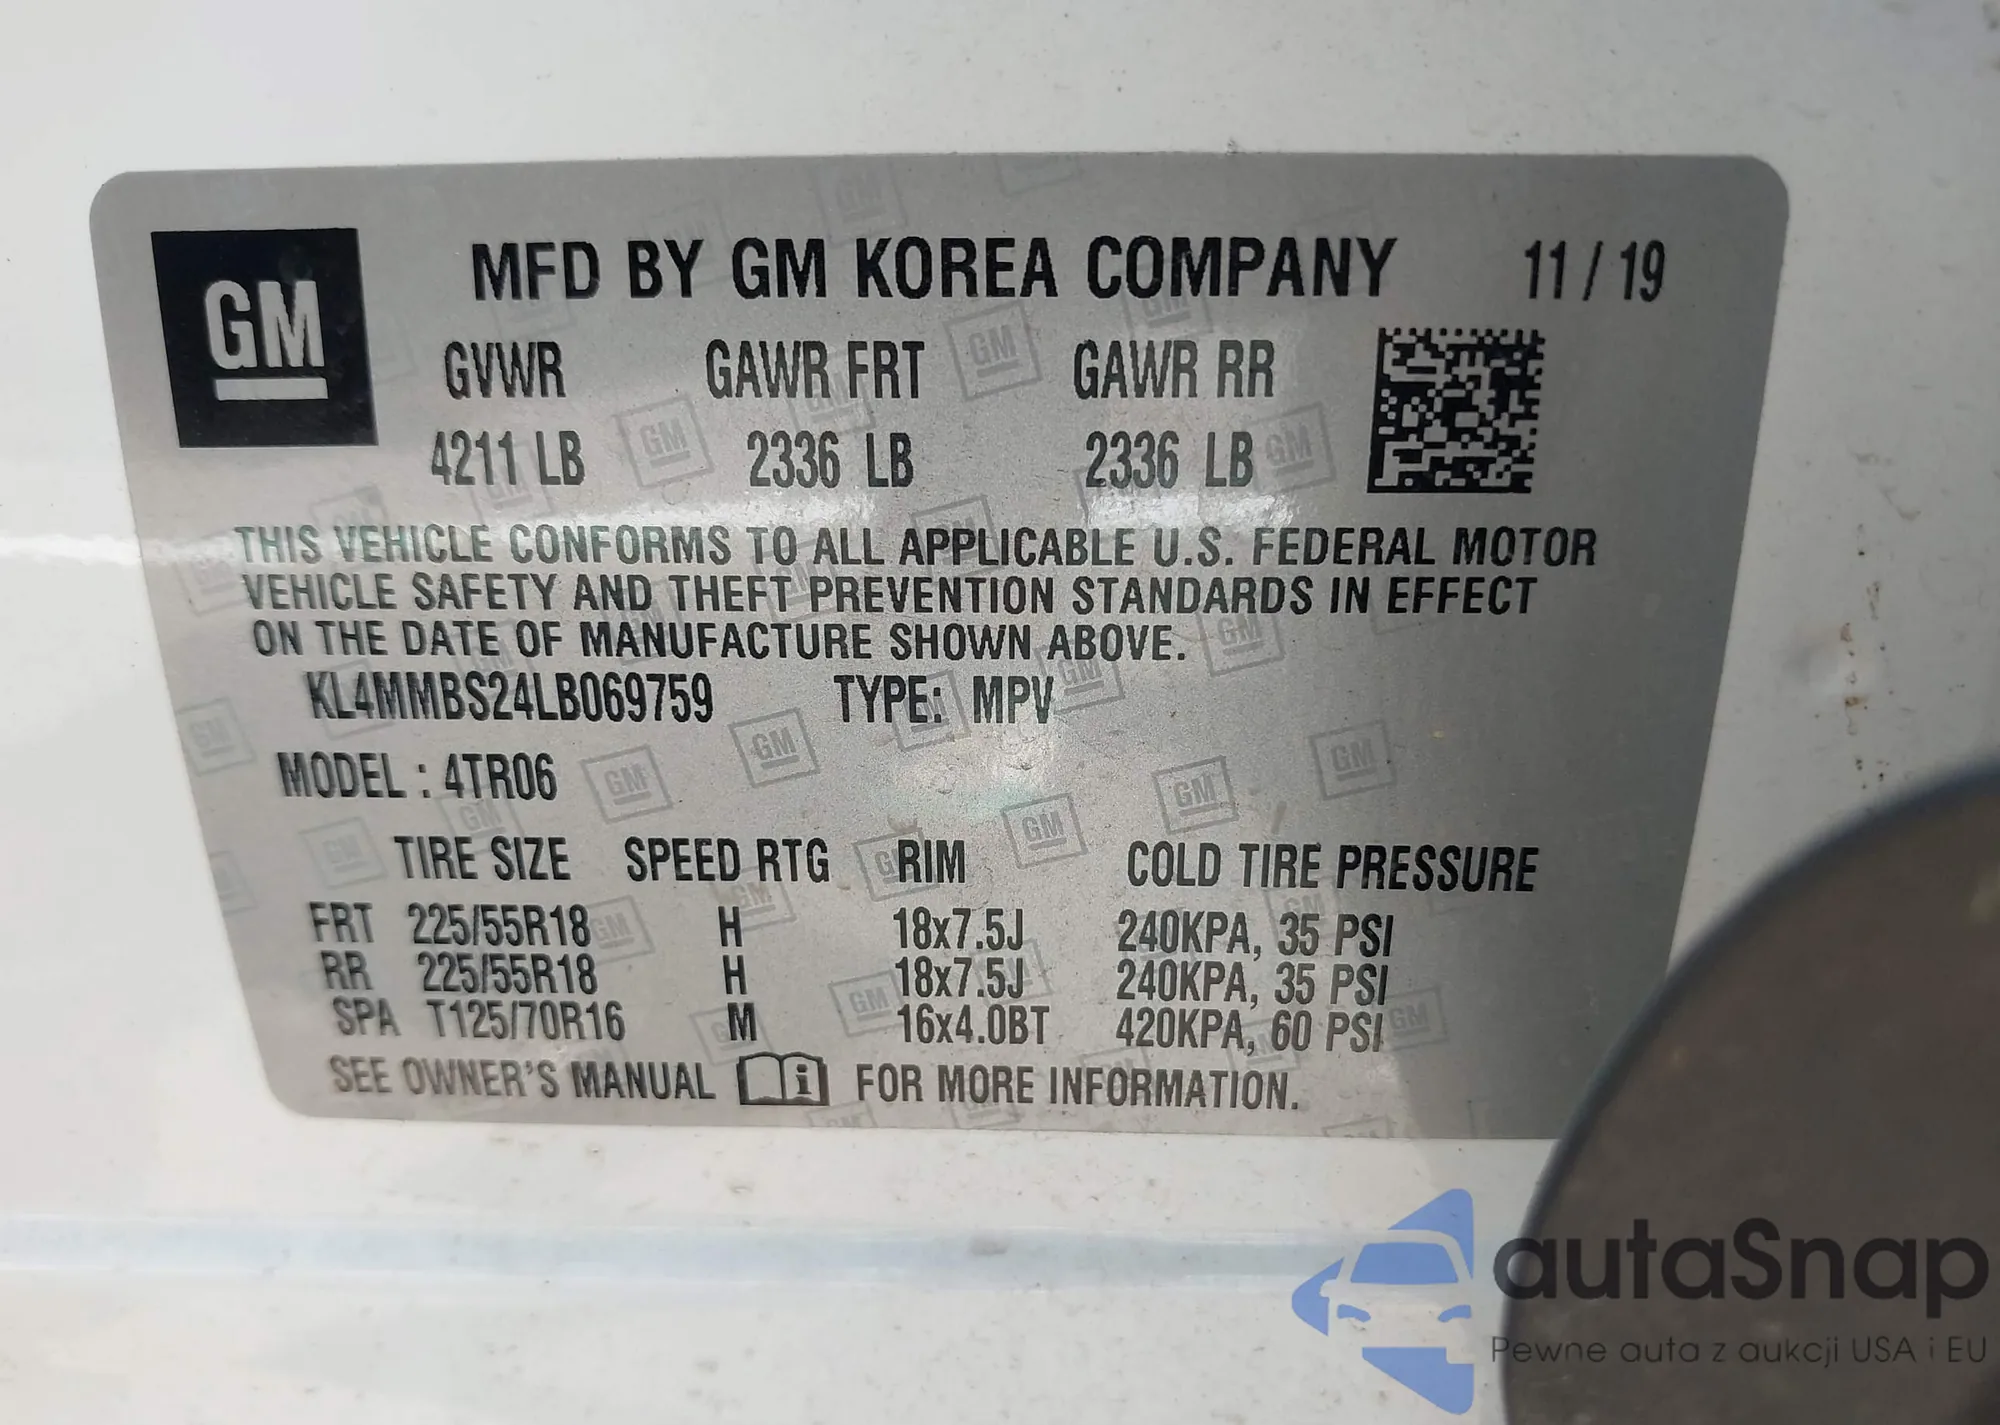 GM
MFD BY GM KOREA COMPANY 11 / 19
GVWR GAWR FRT GAWR RR
4211 LB 2336 LB 2336 LB
THIS VEHICLE CONFORMS TO ALL APPLICABLE U.S. FEDERAL MOTOR
VEHICLE SAFETY AND THEFT PREVENTION STANDARDS IN EFFECT
ON THE DATE OF MANUFACTURE SHOWN ABOVE.
KL4MMBS24LB069759 TYPE: MPV
MODEL : 4TR06
TIRE SIZE SPEED RTG RIM COLD TIRE PRESSURE
FRT 225/55R18 H 18x7.5J 240KPA, 35 PSI
RR 225/55R18 H 18x7.5J 240KPA, 35 PSI
SPA T125/70R16 M 16x4.0BT 420KPA, 60 PSI
SEE OWNER'S MANUAL i FOR MORE INFORMATION.
autaSnap
Pewne auta z aukcji USA i EU